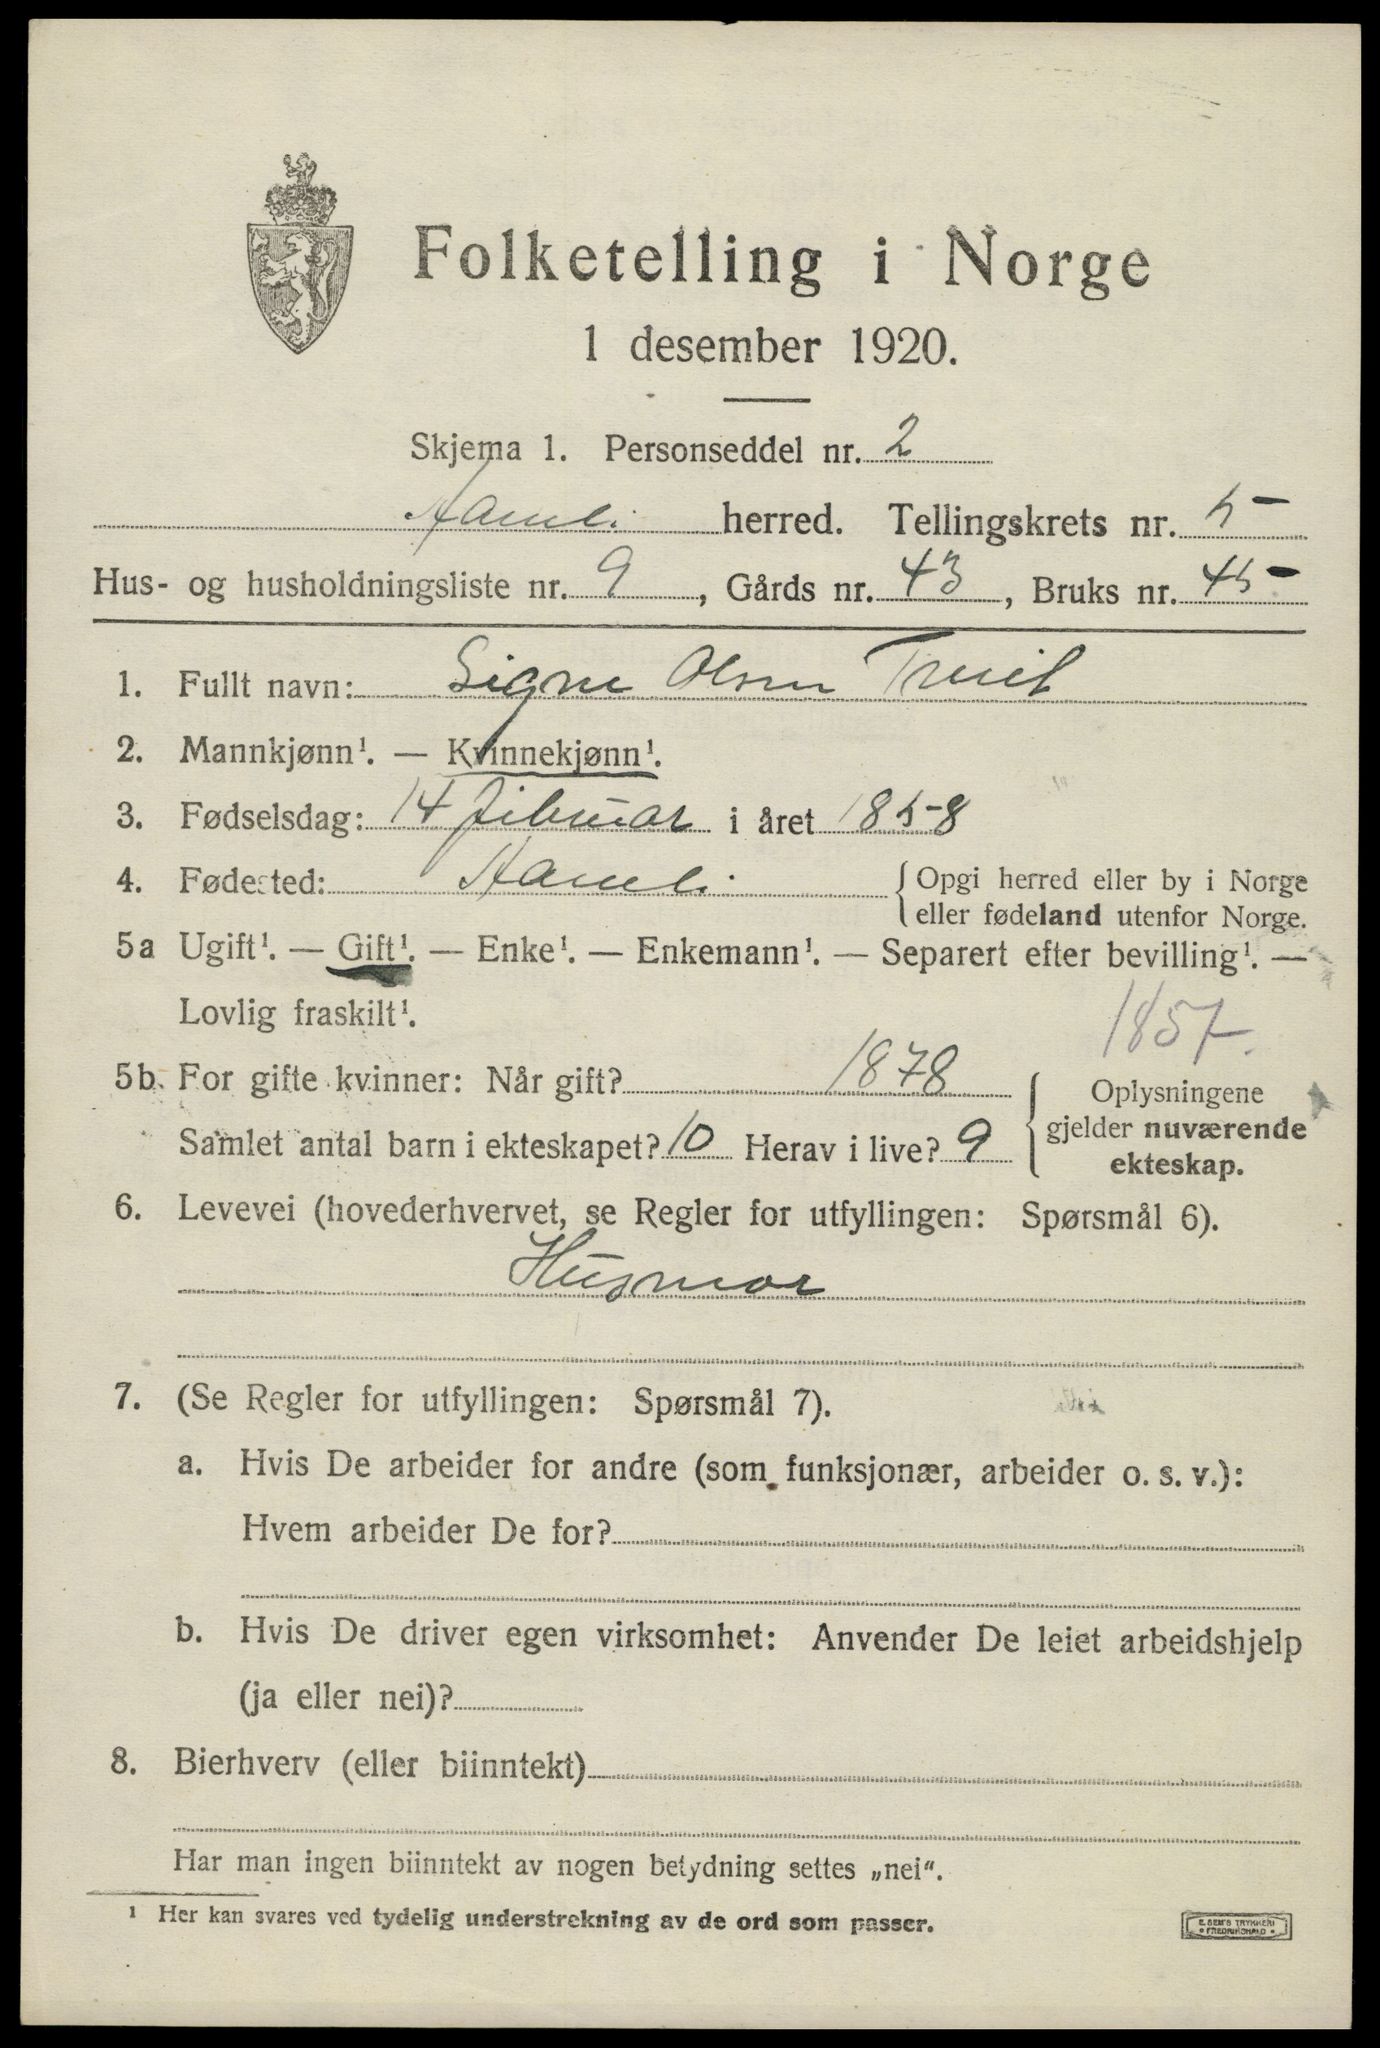 Folketelling i Norge
1 desember 1920.
Skjema 1. Personseddel nr. 2
Aamli herred. Tellingskrets nr. 5
Hus- og husholdningsliste nr. 9, Gårds nr. 43, Bruks nr. 45
1. Fullt navn: Signe Olsen
2. Mannkjønn¹. — Kvinnekjønn¹.
3. Fødselsdag: 14 februar i året 1858
4. Fødested: Aamli { Opgi herred eller by i Norge
eller fødeland utenfor Norge.
5a Ugift¹. — Gift¹. — Enke¹. — Enkemann¹. — Separert efter bevilling¹. —
Lovlig fraskilt¹.
1857.
5b. For gifte kvinner: Når gift? 1878
Samlet antal barn i ekteskapet? 10 Herav i live? 9
{ Oplysningene
gjelder nuværende
ekteskap.
6. Levevei (hovederhvervet, se Regler for utfyllingen: Spørsmål 6).
Husmor
7. (Se Regler for utfyllingen: Spørsmål 7).
a. Hvis De arbeider for andre (som funksjonær, arbeider o. s. v.):
Hvem arbeider De for?
b. Hvis De driver egen virksomhet: Anvender De leiet arbeidshjelp
(ja eller nei)?
8. Bierhverv (eller biinntekt)
Har man ingen biinntekt av nogen betydning settes „nei“.
¹ Her kan svares ved tydelig understrekning av de ord som passer.
E. SEM'S TRYKKERI
• FREDRIKSHALD •